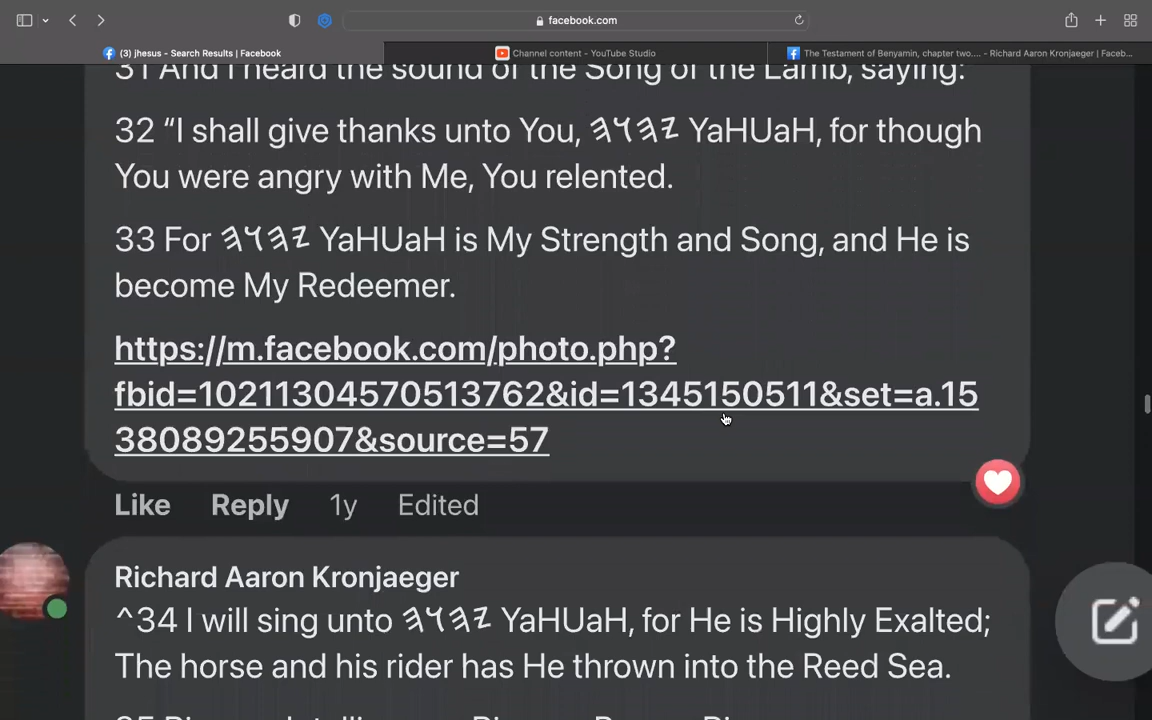 facebook.com
(3) jhesus - Search Results | Facebook
Channel content - YouTube Studio
The Testament of Benyamin, chapter two.... - Richard Aaron Kronjaeger | Faceb...
31 And I heard the sound of the Song of the Lamb, saying:
32 “I shall give thanks unto You, 𐤉𐤄𐤅𐤄 YaHUaH, for though
You were angry with Me, You relented.
33 For 𐤉𐤄𐤅𐤄 YaHUaH is My Strength and Song, and He is
become My Redeemer.
https://m.facebook.com/photo.php?
fbid=10211304570513762&id=1345150511&set=a.15
38089255907&source=57
Like Reply 1y Edited
Richard Aaron Kronjaeger
^34 I will sing unto 𐤉𐤄𐤅𐤄 YaHUaH, for He is Highly Exalted;
The horse and his rider has He thrown into the Reed Sea.